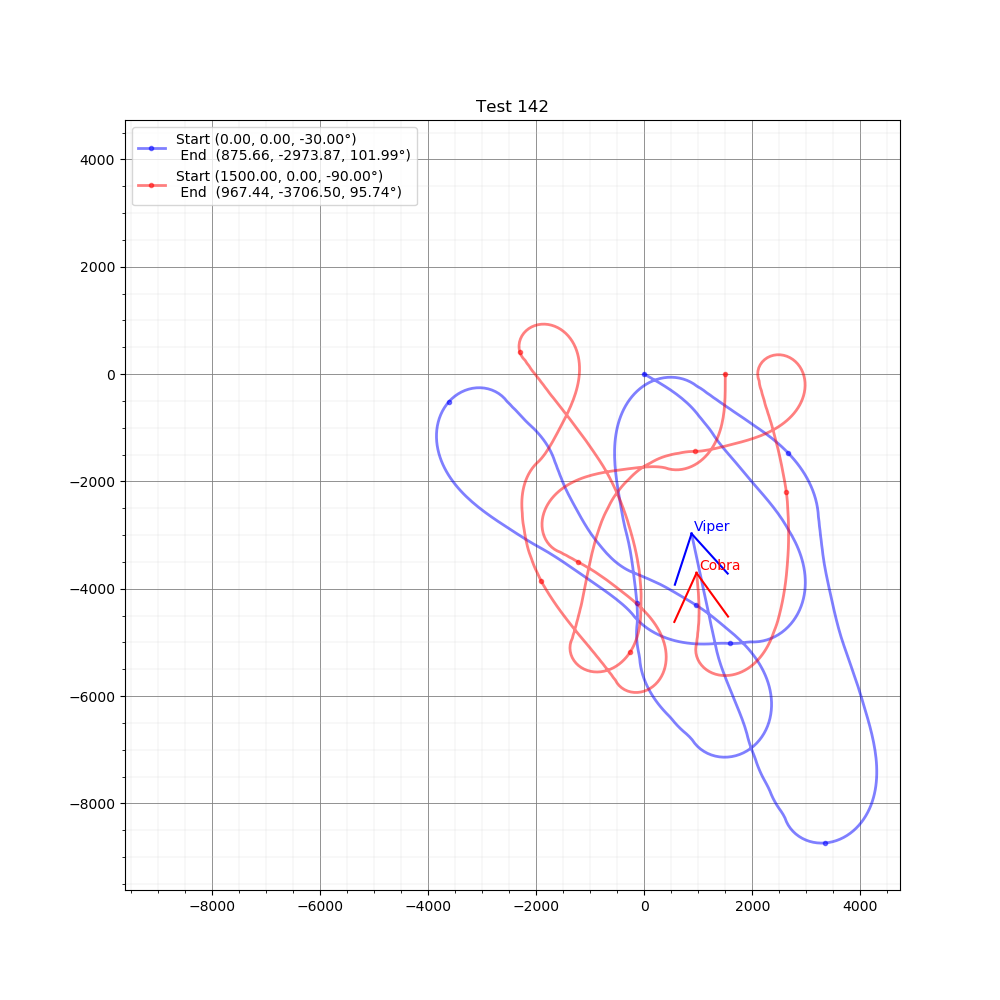 Test 142
Start (0.00, 0.00, -30.00°)
End (875.66, -2973.87, 101.99°)
Start (1500.00, 0.00, -90.00°)
End (967.44, -3706.50, 95.74°)
4000
2000
0
−2000
−4000
−6000
−8000
Viper
Cobra
−8000 −6000 −4000 −2000 0 2000 4000